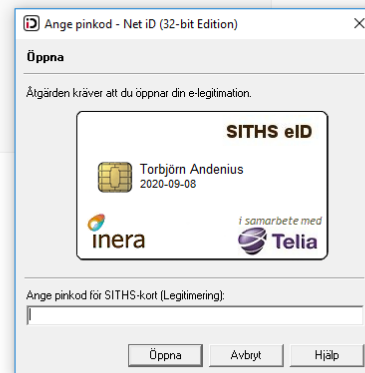 Ange pinkod - Net iD (32-bit Edition)
Öppna
Åtgärden kräver att du öppnar din e-legitimation.
SITHS eID
Torbjörn Andenius
2020-09-08
i samarbete med
inera
Telia
Ange pinkod för SITHS-kort (Legitimering):
Öppna Avbryt Hjälp